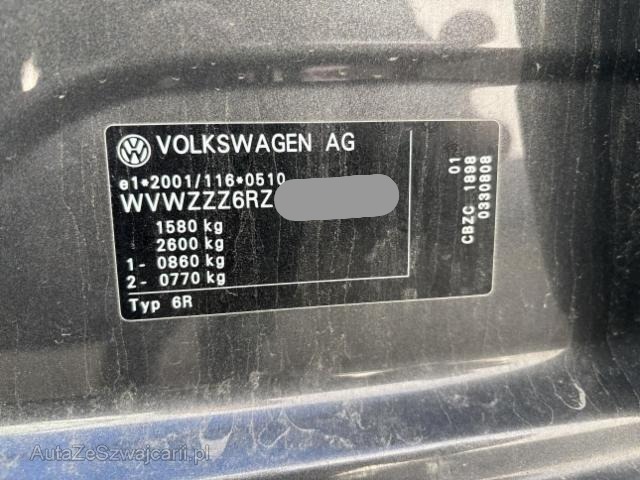 VOLKSWAGEN AG
e1*2001/116*0510
WVWZZZ6RZ
1580 kg
2600 kg
1- 0860 kg
2- 0770 kg
Typ 6R
01
CBZC 1898
0330808
AutaZeSzwajcarii.pl